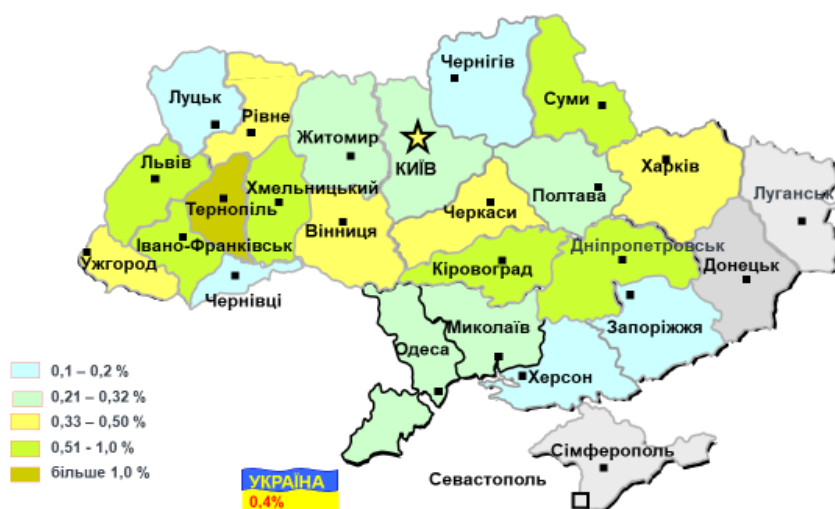 Чернігів
Луцьк
Суми
Рівне
Житомир
Львів
КИЇВ
Харків
Хмельницький
Полтава
Луганськ
Тернопіль
Черкаси
Вінниця
Івано-Франківськ
Дніпропетровськ
Ужгород
Кіровоград
Донецьк
Чернівці
Миколаїв
Запоріжжя
Одеса
0,1 – 0,2 %
Херсон
0,21 – 0,32 %
0,33 – 0,50 %
0,51 - 1,0 %
Сімферополь
більше 1,0 %
УКРАЇНА
Севастополь
0.4%